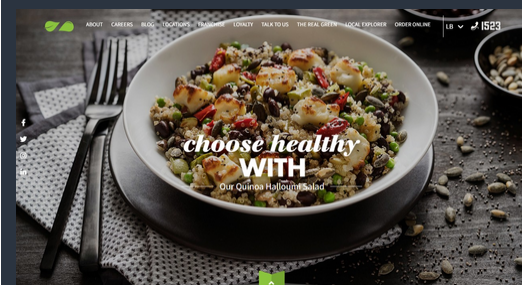 ABOUT CAREERS BLOG LOCATIONS FRANCHISE LOYALTY TALK TO US THE REAL GREEN LOCAL EXPLORER ORDER ONLINE LB 1523
choose healthy
WITH
Our Quinoa Halloumi Salad